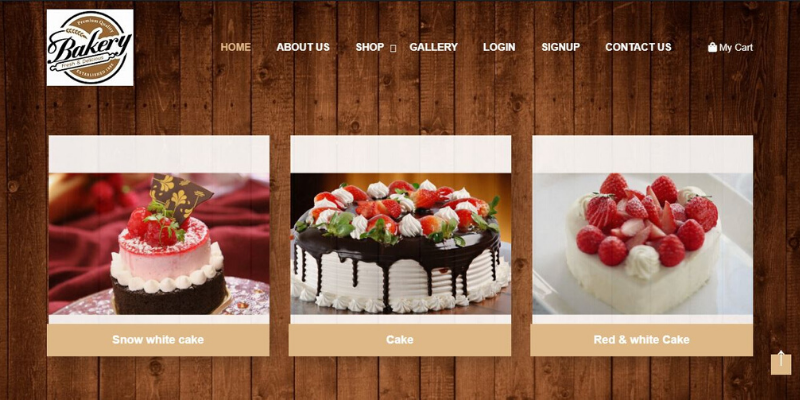 Premium Quality
Bakery
Fresh & Delicious
HOME ABOUT US SHOP GALLERY LOGIN SIGNUP CONTACT US My Cart
Snow white cake Cake Red & white Cake